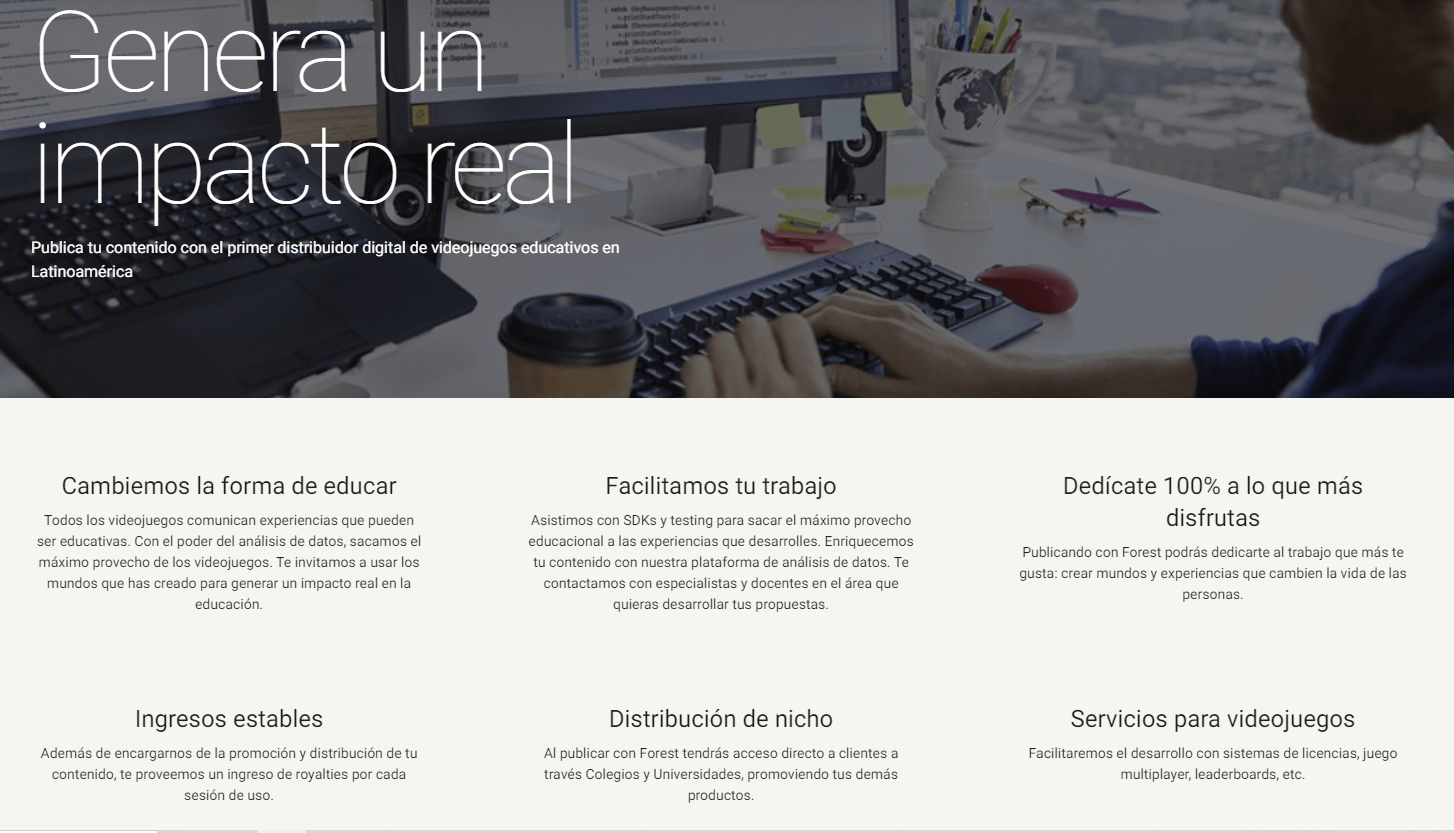 Genera un
impacto real
Publica tu contenido con el primer distribuidor digital de videojuegos educativos en
Latinoamérica
Cambiemos la forma de educar
Todos los videojuegos comunican experiencias que pueden
ser educativas. Con el poder del análisis de datos, sacamos el
máximo provecho de los videojuegos. Te invitamos a usar los
mundos que has creado para generar un impacto real en la
educación.
Facilitamos tu trabajo
Asistimos con SDKs y testing para sacar el máximo provecho
educacional a las experiencias que desarrolles. Enriquecemos
tu contenido con nuestra plataforma de análisis de datos. Te
contactamos con especialistas y docentes en el área que
quieras desarrollar tus propuestas.
Dedícate 100% a lo que más
disfrutas
Publicando con Forest podrás dedicarte al trabajo que más te
gusta: crear mundos y experiencias que cambien la vida de las
personas.
Ingresos estables
Además de encargarnos de la promoción y distribución de tu
contenido, te proveemos un ingreso de royalties por cada
sesión de uso.
Distribución de nicho
Al publicar con Forest tendrás acceso directo a clientes a
través Colegios y Universidades, promoviendo tus demás
productos.
Servicios para videojuegos
Facilitaremos el desarrollo con sistemas de licencias, juego
multiplayer, leaderboards, etc.